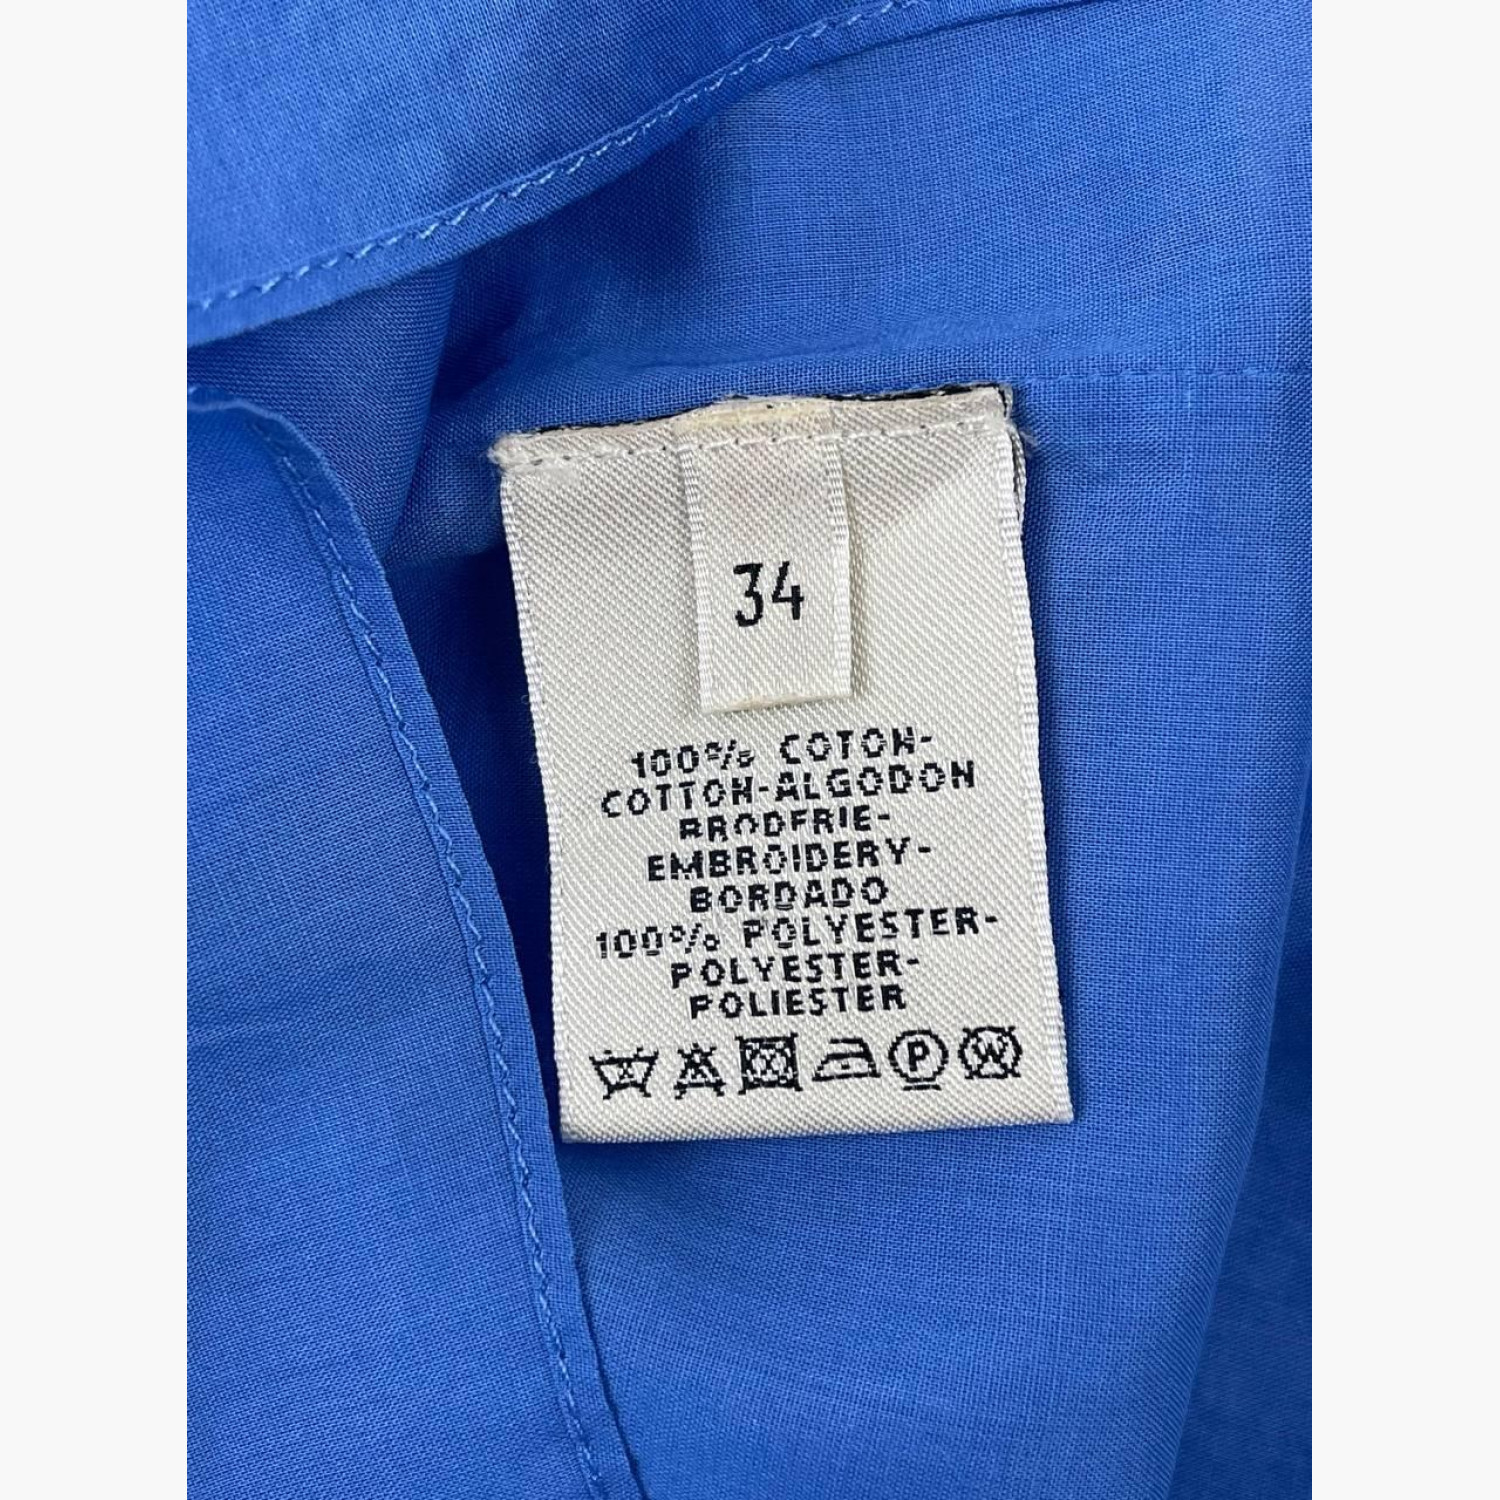 34
100% COTON-
COTTON-ALGODON
BRODERIE-
EMBROIDERY-
BORDADO
100% POLYESTER-
POLYESTER-
POLIESTER
P W